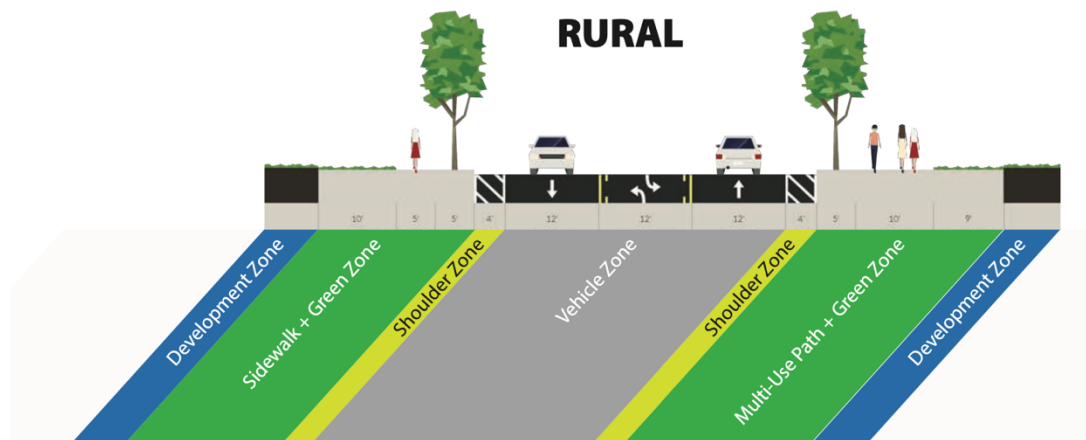 RURAL
10' 5' 5' 4' 12' 12' 12' 4' 5' 10' 9'
Development Zone
Sidewalk + Green Zone
Shoulder Zone
Vehicle Zone
Shoulder Zone
Multi-Use Path + Green Zone
Development Zone